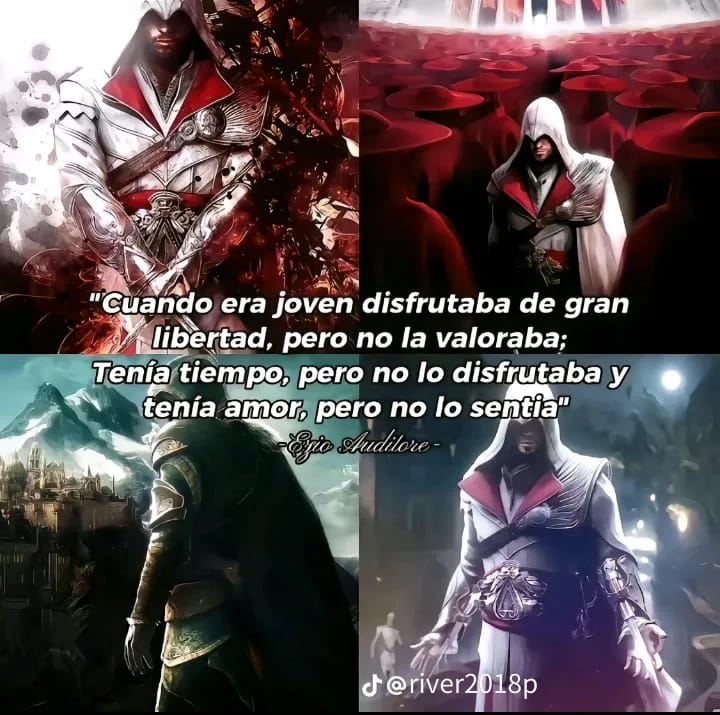 "Cuando era joven disfrutaba de gran
libertad, pero no la valoraba;
Tenía tiempo, pero no lo disfrutaba y
tenía amor, pero no lo sentia"
-Ezio Auditore-
@river2018p